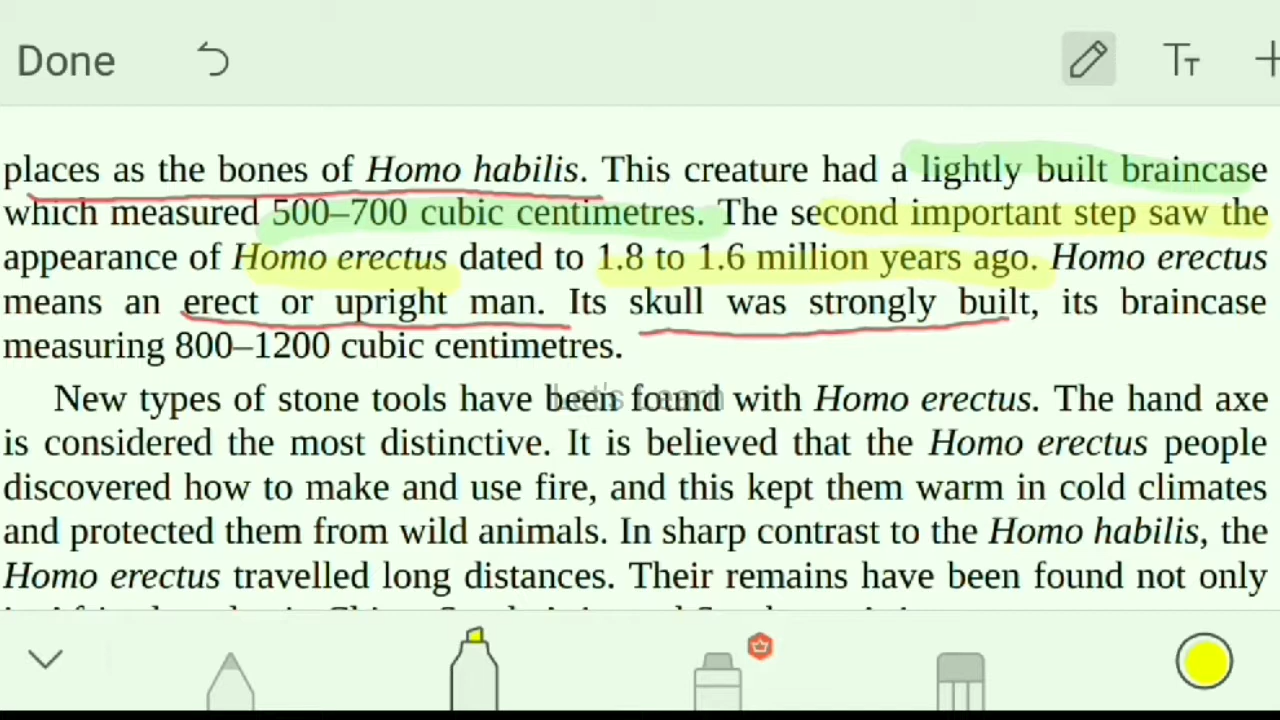 Done
places as the bones of Homo habilis. This creature had a lightly built braincase
which measured 500–700 cubic centimetres. The second important step saw the
appearance of Homo erectus dated to 1.8 to 1.6 million years ago. Homo erectus
means an erect or upright man. Its skull was strongly built, its braincase
measuring 800–1200 cubic centimetres.
New types of stone tools have been found with Homo erectus. The hand axe
Let's Learn
is considered the most distinctive. It is believed that the Homo erectus people
discovered how to make and use fire, and this kept them warm in cold climates
and protected them from wild animals. In sharp contrast to the Homo habilis, the
Homo erectus travelled long distances. Their remains have been found not only